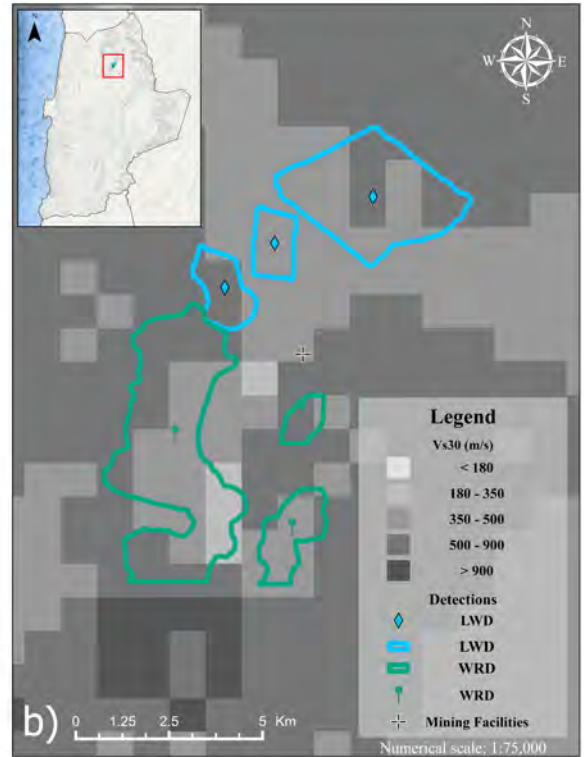 N
W E
S
Legend
Vs30 (m/s)
< 180
180 - 350
350 - 500
500 - 900
> 900
Detections
LWD
LWD
WRD
WRD
Mining Facilities
b) 0 1.25 2.5 5 Km
Numerical scale: 1:75,000